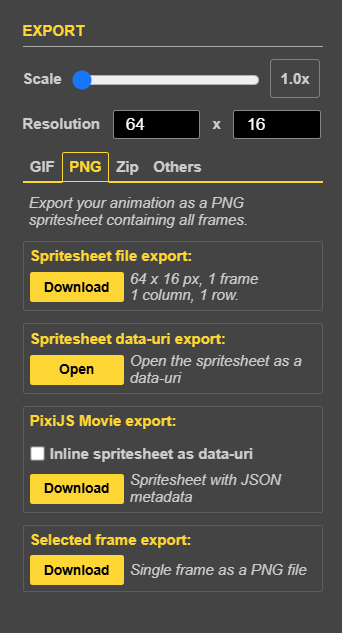 EXPORT
Scale 1.0x
Resolution 64 x 16
GIF PNG Zip Others
Export your animation as a PNG
spritesheet containing all frames.
Spritesheet file export:
Download 64 x 16 px, 1 frame
1 column, 1 row.
Spritesheet data-uri export:
Open Open the spritesheet as a
data-uri
PixiJS Movie export:
Inline spritesheet as data-uri
Download Spritesheet with JSON
metadata
Selected frame export:
Download Single frame as a PNG file